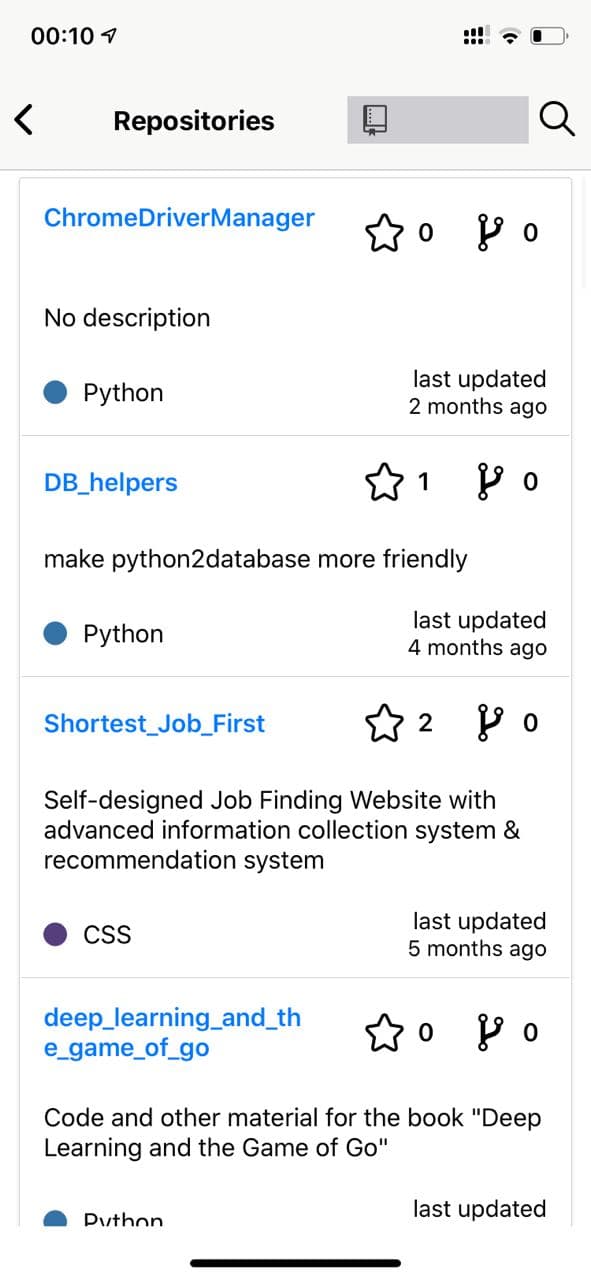 00:10
Repositories
ChromeDriverManager
0 0
No description
Python
last updated
2 months ago
DB_helpers
1 0
make python2database more friendly
Python
last updated
4 months ago
Shortest_Job_First
2 0
Self-designed Job Finding Website with
advanced information collection system &
recommendation system
CSS
last updated
5 months ago
deep_learning_and_th
e_game_of_go
0 0
Code and other material for the book "Deep
Learning and the Game of Go"
Python
last updated